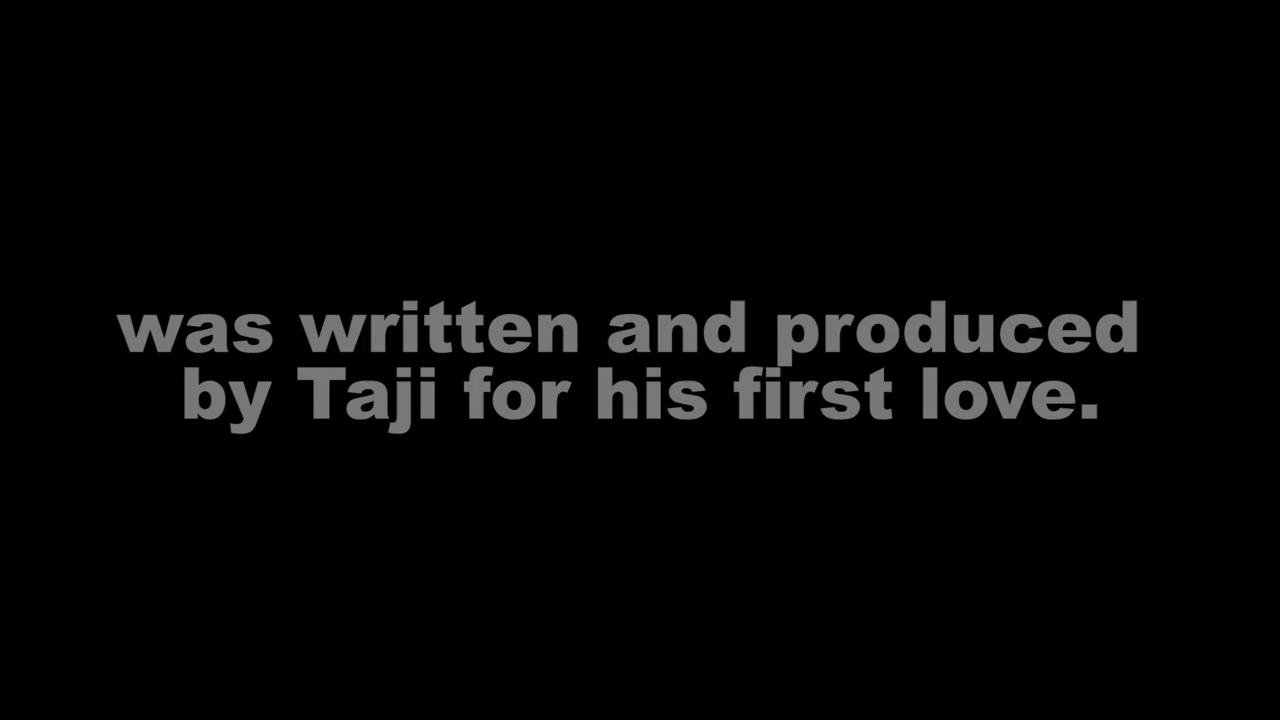 was written and produced
by Taji for his first love.